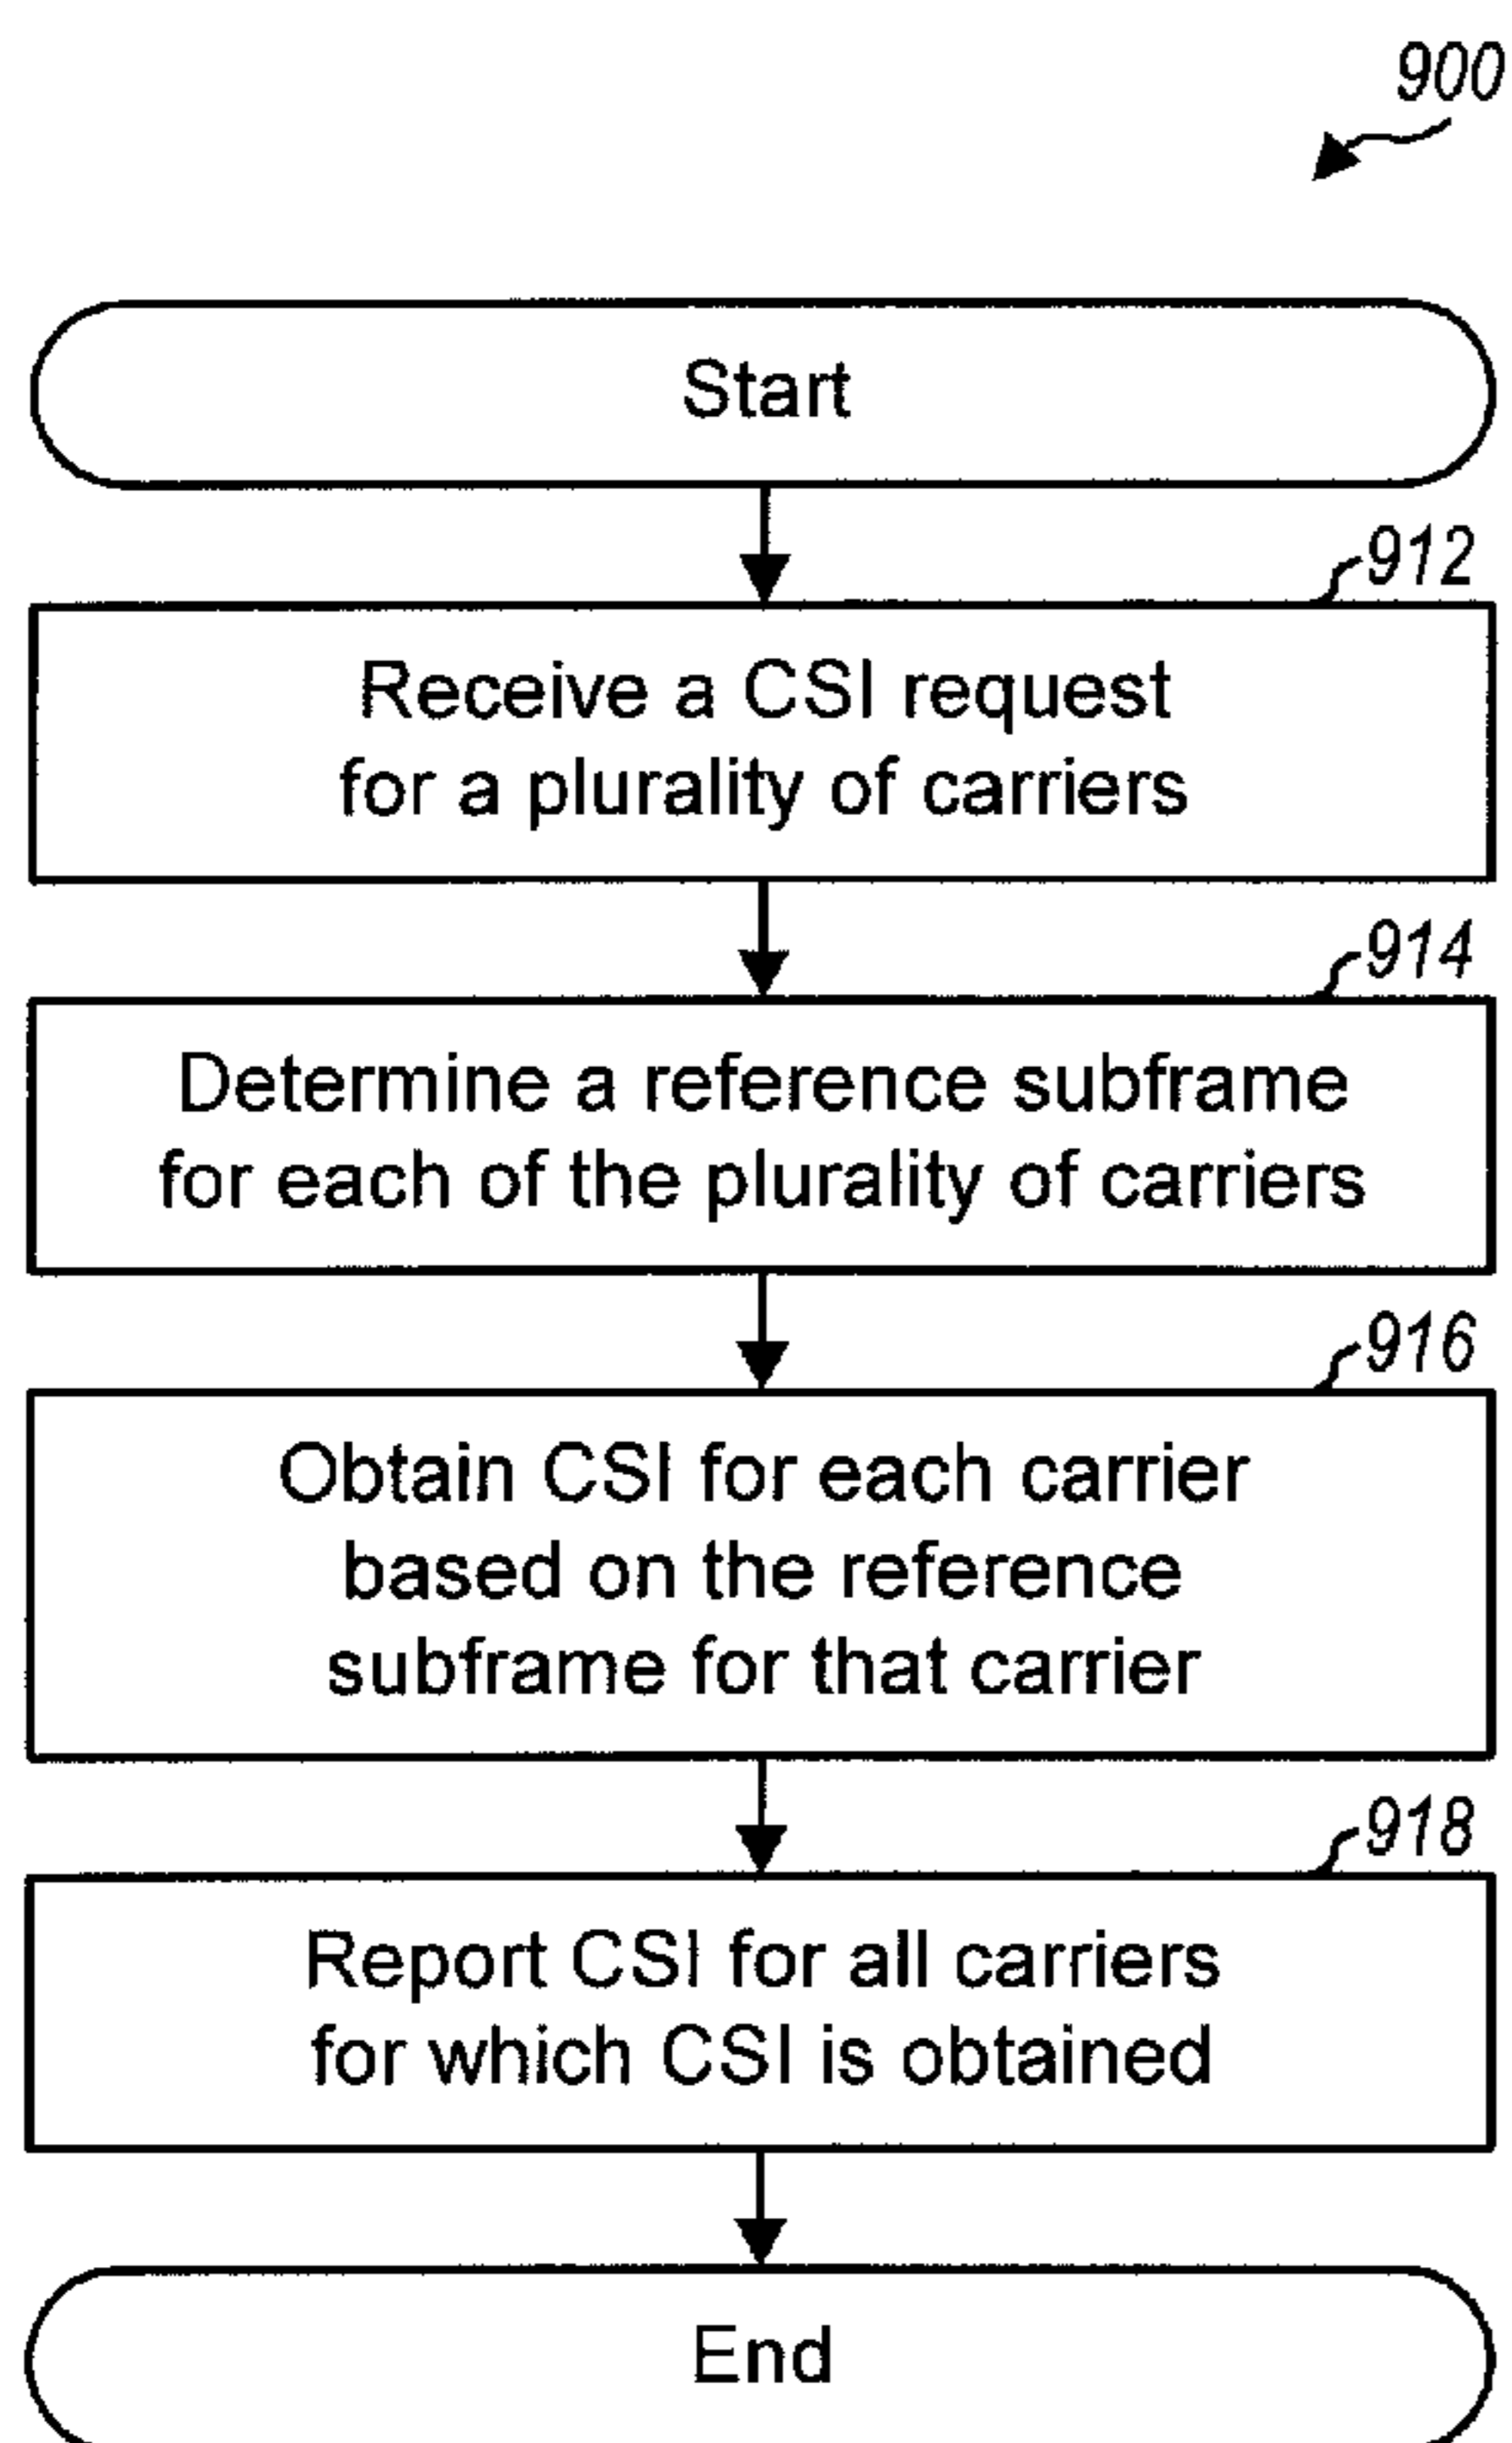 900
Start
912
Receive a CSI request
for a plurality of carriers
914
Determine a reference subframe
for each of the plurality of carriers
916
Obtain CSI for each carrier
based on the reference
subframe for that carrier
918
Report CSI for all carriers
for which CSI is obtained
End